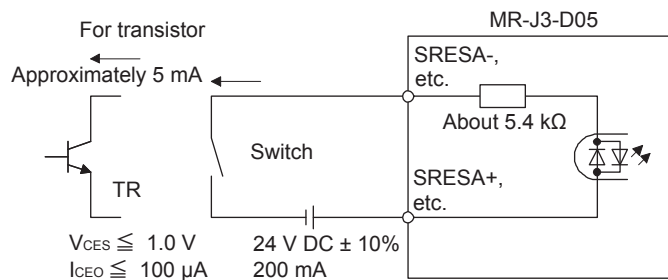 For transistor
MR-J3-D05
Approximately 5 mA
SRESA-,
etc.
About 5.4 kΩ
Switch
SRESA+,
etc.
TR
VCES ≦ 1.0 V
ICEO ≦ 100 µA
24 V DC ± 10%
200 mA